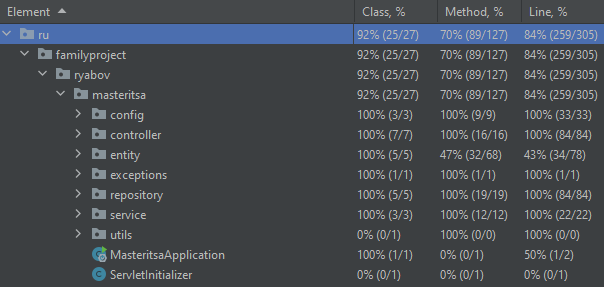 Element Class, % Method, % Line, %
ru 92% (25/27) 70% (89/127) 84% (259/305)
familyproject 92% (25/27) 70% (89/127) 84% (259/305)
ryabov 92% (25/27) 70% (89/127) 84% (259/305)
masteritsa 92% (25/27) 70% (89/127) 84% (259/305)
config 100% (3/3) 100% (9/9) 100% (33/33)
controller 100% (7/7) 100% (16/16) 100% (84/84)
entity 100% (5/5) 47% (32/68) 43% (34/78)
exceptions 100% (1/1) 100% (1/1) 100% (1/1)
repository 100% (5/5) 100% (19/19) 100% (84/84)
service 100% (3/3) 100% (12/12) 100% (22/22)
utils 0% (0/1) 100% (0/0) 100% (0/0)
MasteritsaApplication 100% (1/1) 0% (0/1) 50% (1/2)
ServletInitializer 0% (0/1) 0% (0/1) 0% (0/1)